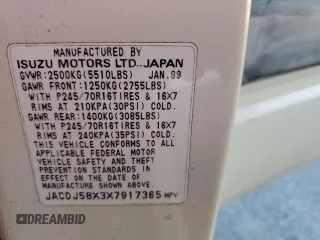 MANUFACTURED BY
ISUZU MOTORS LTD., JAPAN
GVWR:2500KG(5510LBS) JAN.99
GAWR FRONT:1250KG(2755LBS)
WITH P245/70R16TIRES & 16X7
RIMS AT 210KPA(30PSI) COLD.
GAWR REAR:1400KG(3085LBS)
WITH P245/70R16TIRES & 16X7
RIMS AT 240KPA(35PSI) COLD.
THIS VEHICLE CONFORMS TO ALL
APPLICABLE FEDERAL MOTOR
VEHICLE SAFETY AND THEFT
PREVENTION STANDARDS IN
EFFECT ON THE DATE OF
MANUFACTURE SHOWN ABOVE.
JACDJ58X3X7917365 MPV
AUTOBIDMASTER